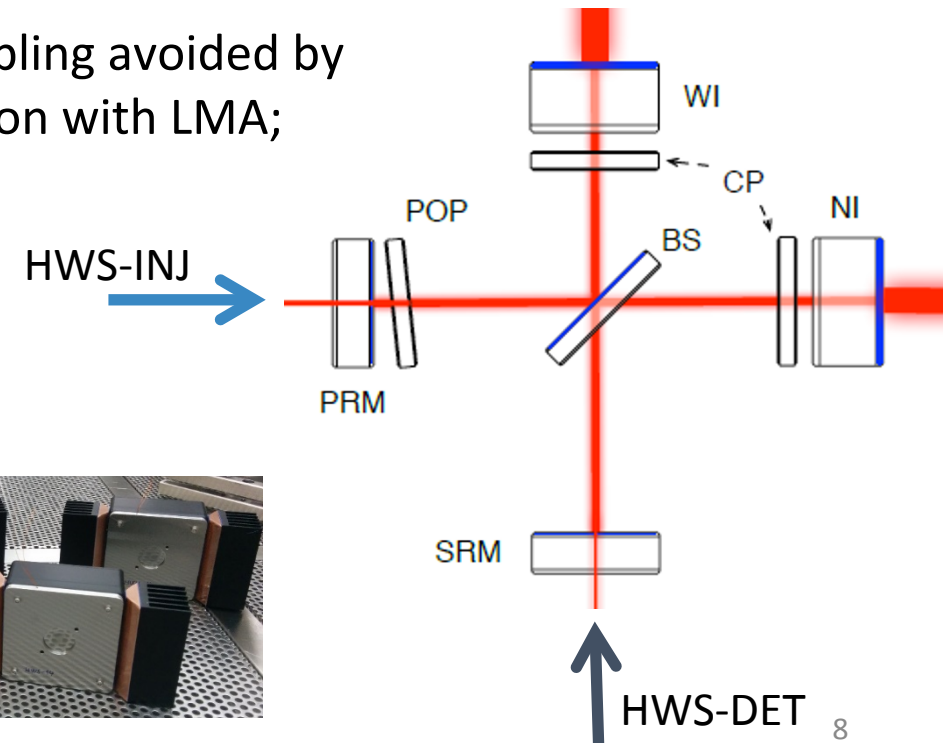 pling avoided by
on with LMA;
WI
CP
POP
NI
BS
HWS-INJ
PRM
SRM
HWS-DET
8